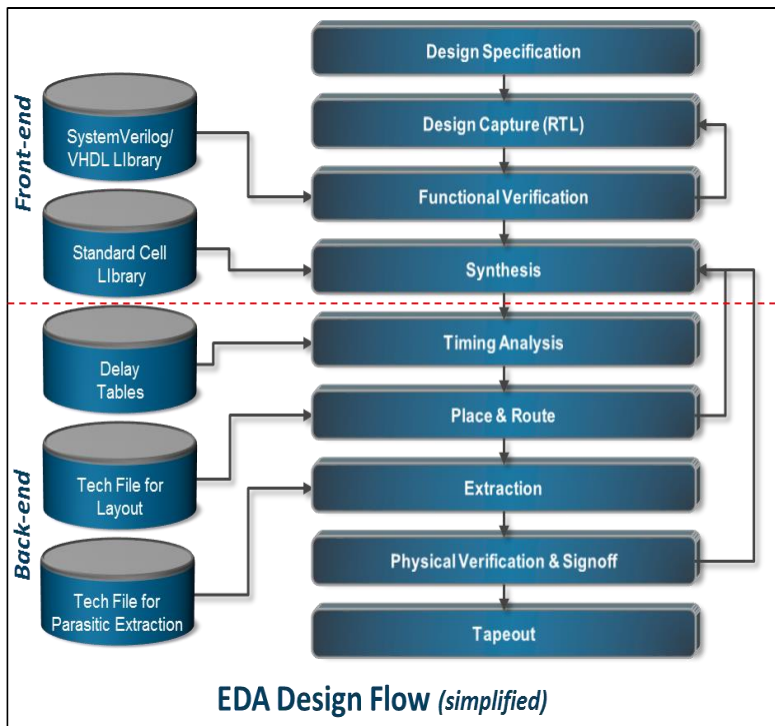 Front-end
Back-end
SystemVerilog/
VHDL LIbrary
Standard Cell
LIbrary
Delay
Tables
Tech File for
Layout
Tech File for
Parasitic Extraction
Design Specification
Design Capture (RTL)
Functional Verification
Synthesis
Timing Analysis
Place & Route
Extraction
Physical Verification & Signoff
Tapeout
EDA Design Flow (simplified)